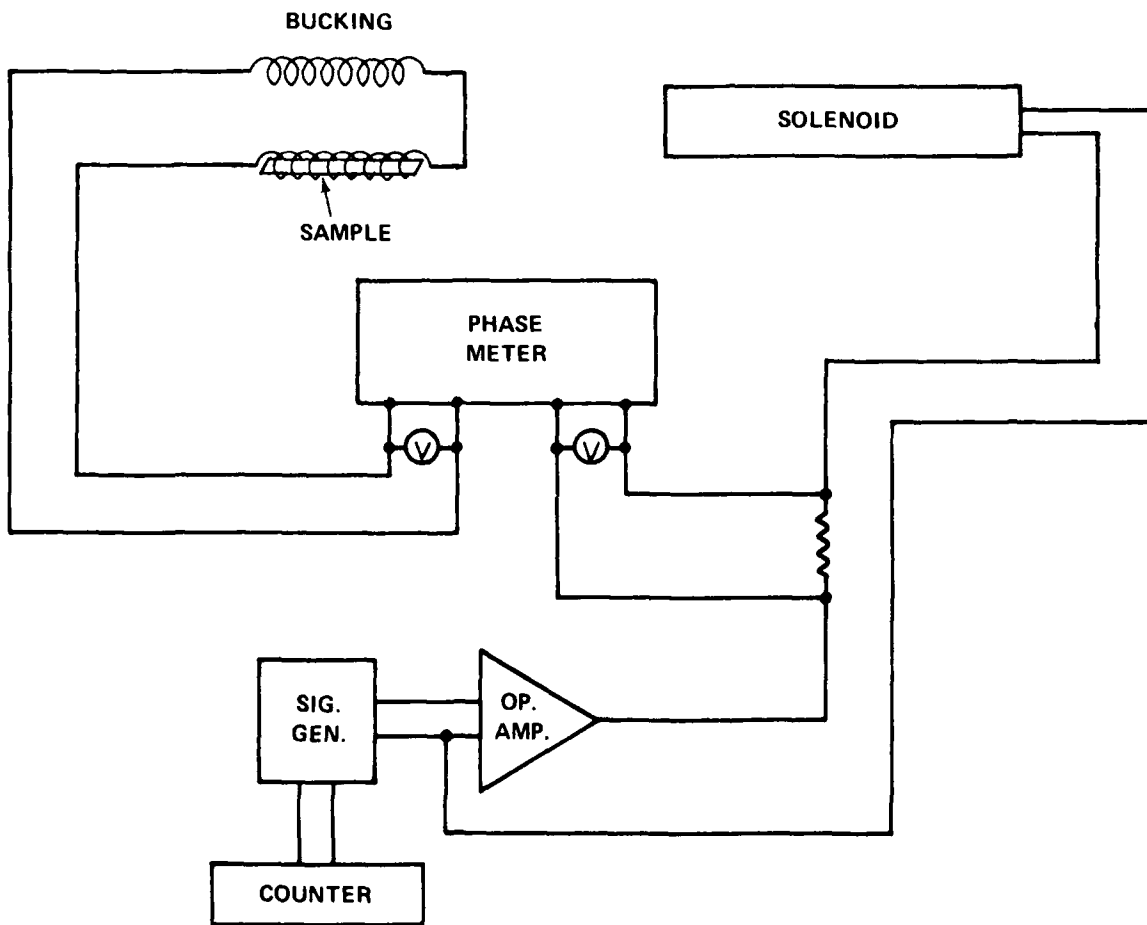 BUCKING
SOLENOID
SAMPLE
PHASE
METER
V
V
SIG.
GEN.
OP.
AMP.
COUNTER